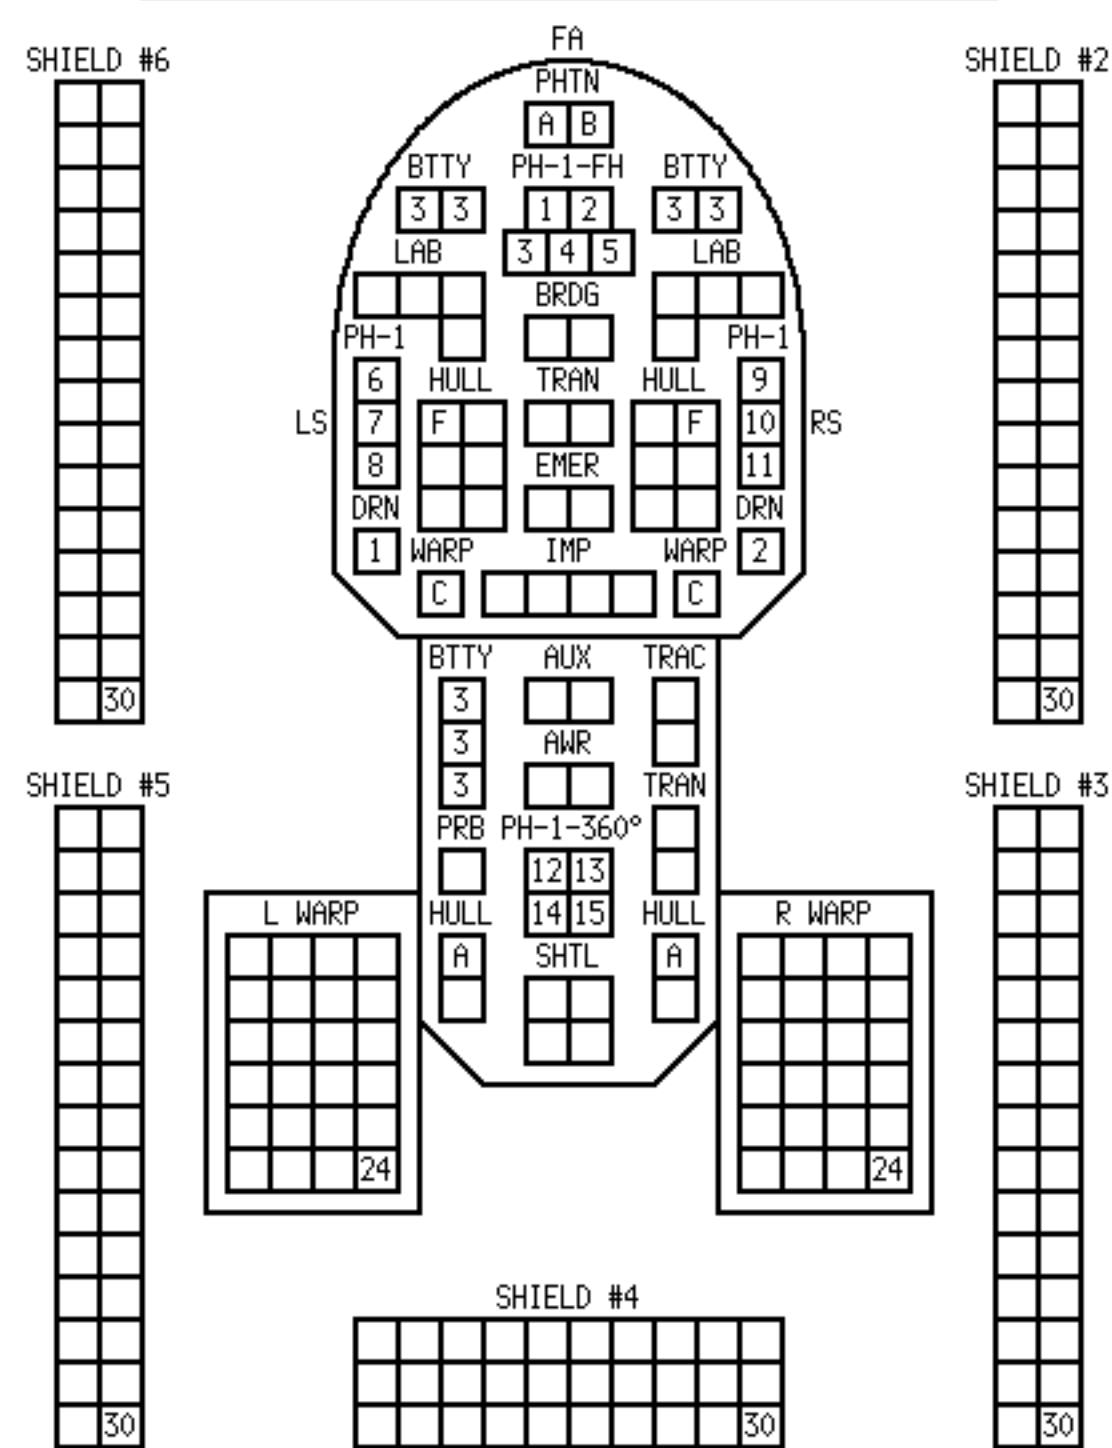 FA
SHIELD #6 SHIELD #2
PHTN
A B
BTTY PH-1-FH BTTY
3 3 1 2 3 3
LAB 3 4 5 LAB
BRDG
PH-1 PH-1
6 HULL TRAN HULL 9
LS 7 F F 10 RS
8 EMER 11
DRN DRN
1 WARP IMP WARP 2
C C
BTTY AUX TRAC
3
30 30
3 AWR
SHIELD #5 3 TRAN SHIELD #3
PRB PH-1-360°
12 13
L WARP HULL 14 15 HULL R WARP
A SHTL A
24 24
SHIELD #4
30 30 30